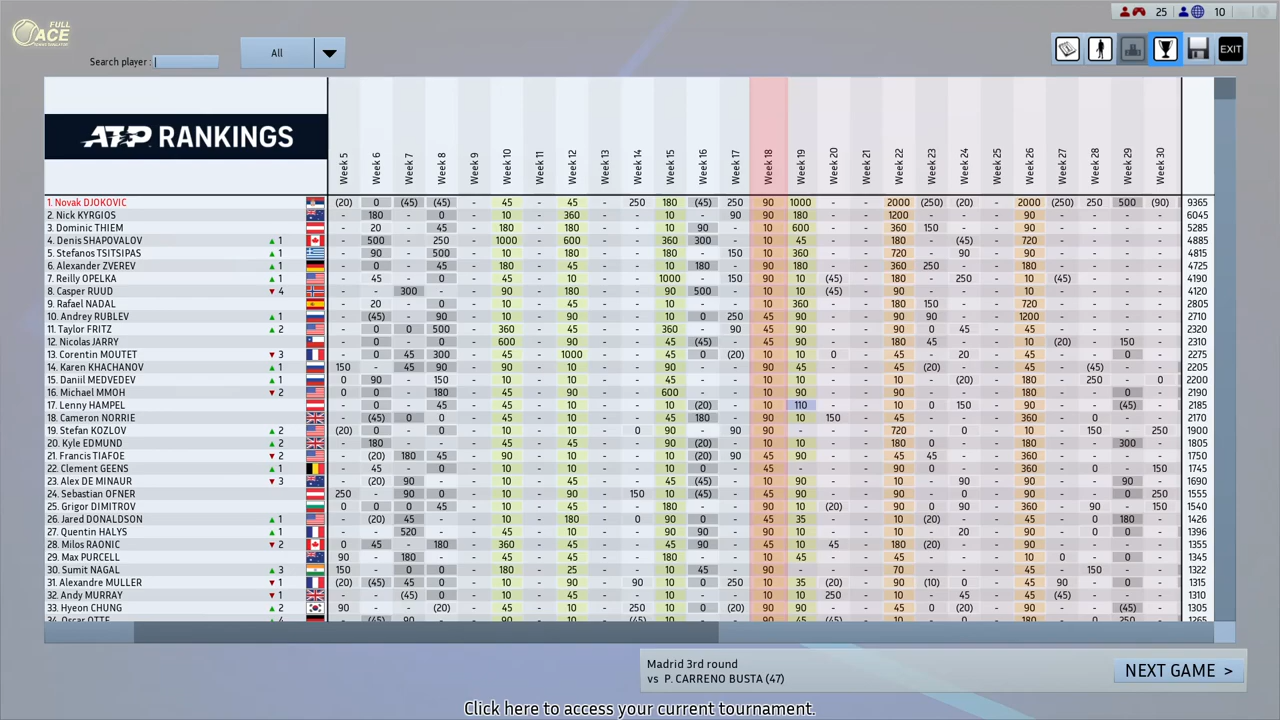 FULL
ACE
25
10
Search player :
All
EXIT
ATP RANKINGS
Week 5 Week 6 Week 7 Week 8 Week 9 Week 10 Week 11 Week 12 Week 13 Week 14 Week 15 Week 16 Week 17 Week 18 Week 19 Week 20 Week 21 Week 22 Week 23 Week 24 Week 25 Week 26 Week 27 Week 28 Week 29 Week 30
1. Novak DJOKOVIC (20) 0 (45) (45) - 45 - 45 - 250 180 (45) 250 90 1000 - - 2000 (250) (20) - 2000 (250) 250 500 (90) 9365
2. Nick KYRGIOS - 180 - 0 - 10 - 360 - - 10 - 90 90 180 - - 1200 - - - 90 - - - - 6045
3. Dominic THIEM - 20 - 45 - 180 - 180 - - 10 90 - 10 600 - - 360 150 - - 90 - - - - 5285
4. Denis SHAPOVALOV ▲ 1 - 500 - 250 - 1000 - 600 - - 360 300 - 10 45 - - 180 - (45) - 720 - - - - 4885
5. Stefanos TSITSIPAS ▲ 1 - 90 - 500 - 180 - 180 - - 180 - 150 10 360 - - 720 - 90 - 45 - - - - 4815
6. Alexander ZVEREV ▲ 1 - 0 - 45 - 180 - 45 - - 10 180 - 90 180 - - 360 250 - - 90 - - - - 4725
7. Reilly OPELKA ▲ 1 - 45 - 0 - 10 - 10 - - 1000 - 150 10 10 (45) - 180 - 250 - 10 (45) - - - 4190
8. Casper RUUD ▼ 4 - - 300 - - 90 - 180 - - 90 500 - 45 10 (20) - 90 - - - 10 - - - - 4120
9. Rafael NADAL - 20 - 0 - 10 - 10 - - 10 - - 10 360 - - 180 150 - - 720 - - - - 2805
10. Andrey RUBLEV ▲ 1 - (45) - 90 - 10 - 90 - - 10 0 250 90 90 - - 90 90 - - 1200 - - - - 2710
11. Taylor FRITZ ▲ 2 - 0 0 500 - 360 - 45 - - 360 - 90 45 90 - - 10 0 45 - 45 - - - - 2320
12. Nicolas JARRY - 0 - 0 - 600 - 90 - - 45 (45) - 45 90 - - 180 45 - - 10 (20) - 150 - 2310
13. Corentin MOUTET ▼ 3 - 0 45 300 - 45 - 1000 - - 45 0 (20) 10 10 0 - 45 - 20 - 45 - - 0 - 2275
14. Karen KHACHANOV ▲ 1 150 - 45 90 - 10 - 10 - - 90 - - 10 45 - - 45 (20) - - 90 - (45) - - 2205
15. Daniil MEDVEDEV ▲ 1 0 90 - 150 - 10 - 45 - - 45 - - 90 10 - - 90 - (20) - 180 - 250 - 0 2200
16. Michael MMOH ▼ 2 0 0 - 180 - 45 - 90 - - 600 - - 10 90 - - 90 - - - 180 - - 0 - 2190
17. Lenny HAMPEL - 0 - 45 - 10 - 45 - - 10 (20) - 10 110 - - 10 0 150 - 10 - - (45) - 2185
18. Cameron NORRIE - (45) 0 0 - 10 - 45 - - 45 180 - 90 10 150 - 45 - - - 360 - 0 - - 2170
19. Stefan KOZLOV ▲ 2 (20) 0 - 0 - 90 - 10 - 0 10 - 90 90 - - - 720 - 0 - 10 - 150 - 250 1900
20. Kyle EDMUND ▲ 2 - 180 - - - 45 - 45 - - 90 (20) - 10 10 - - 180 0 - - 45 - - 300 - 1805
21. Francis TIAFOE ▼ 2 - (20) 180 45 - 90 - 10 - - 10 (20) 90 45 90 - - 45 45 - - 360 - - - - 1750
22. Clement GEENS ▲ 1 - 45 - 0 - 10 - 10 - - 10 0 - 45 - - - 90 - - - 10 - 0 - 150 1745
23. Alex DE MINAUR ▼ 3 - (20) 90 - - 10 - 10 - - 45 (45) - 10 90 - - 10 - 90 - 45 - - 90 - 1690
24. Sebastian OFNER 250 - 90 0 - 10 - 90 - 150 10 (45) - 45 90 - - 10 - 0 - 45 - - 0 250 1555
25. Grigor DIMITROV 0 0 0 45 - 10 - 45 - - 180 - - 45 10 (20) - 90 0 90 - 360 - 90 - 150 1540
26. Jared DONALDSON ▲ 1 - (20) 45 - - 10 - 180 - 0 10 90 - 45 35 - - 10 (20) - - 45 - 0 180 - 1426
27. Quentin HALYS ▲ 1 - - 520 - - 90 - 10 - - 90 0 - 90 10 - - 10 - 20 - 10 - - 0 - 1396
28. Milos RAONIC ▼ 2 0 45 - 180 - 360 - 45 - - 45 90 - 45 10 45 - 180 (20) - - 10 - - - - 1355
29. Max PURCELL 90 - 180 - - 45 - 45 - - 180 - - 10 45 - - 10 - - - 10 0 - - - 1345
30. Sumit NAGAL ▲ 3 150 - 0 0 - 180 - 25 - - 10 45 - 90 - - - 70 - - - 10 - 150 - - 1322
31. Alexandre MULLER ▼ 1 (20) (45) 45 0 - 10 - 10 - 90 10 - 250 10 35 (20) - 90 (10) 0 - 45 90 - 0 - 1315
32. Andy MURRAY ▼ 1 - - (45) 0 - 10 - 10 - - 10 - - 90 10 250 - 10 - 45 - 45 (45) - - - 1310
33. Hyeon CHUNG ▲ 2 90 - - (20) - 45 - 10 - 250 10 0 (20) 90 90 - - 45 0 (20) - 10 - - (45) - 1305
Madrid 3rd round
vs P. CARRENO BUSTA (47)
NEXT GAME >
Click here to access your current tournament.